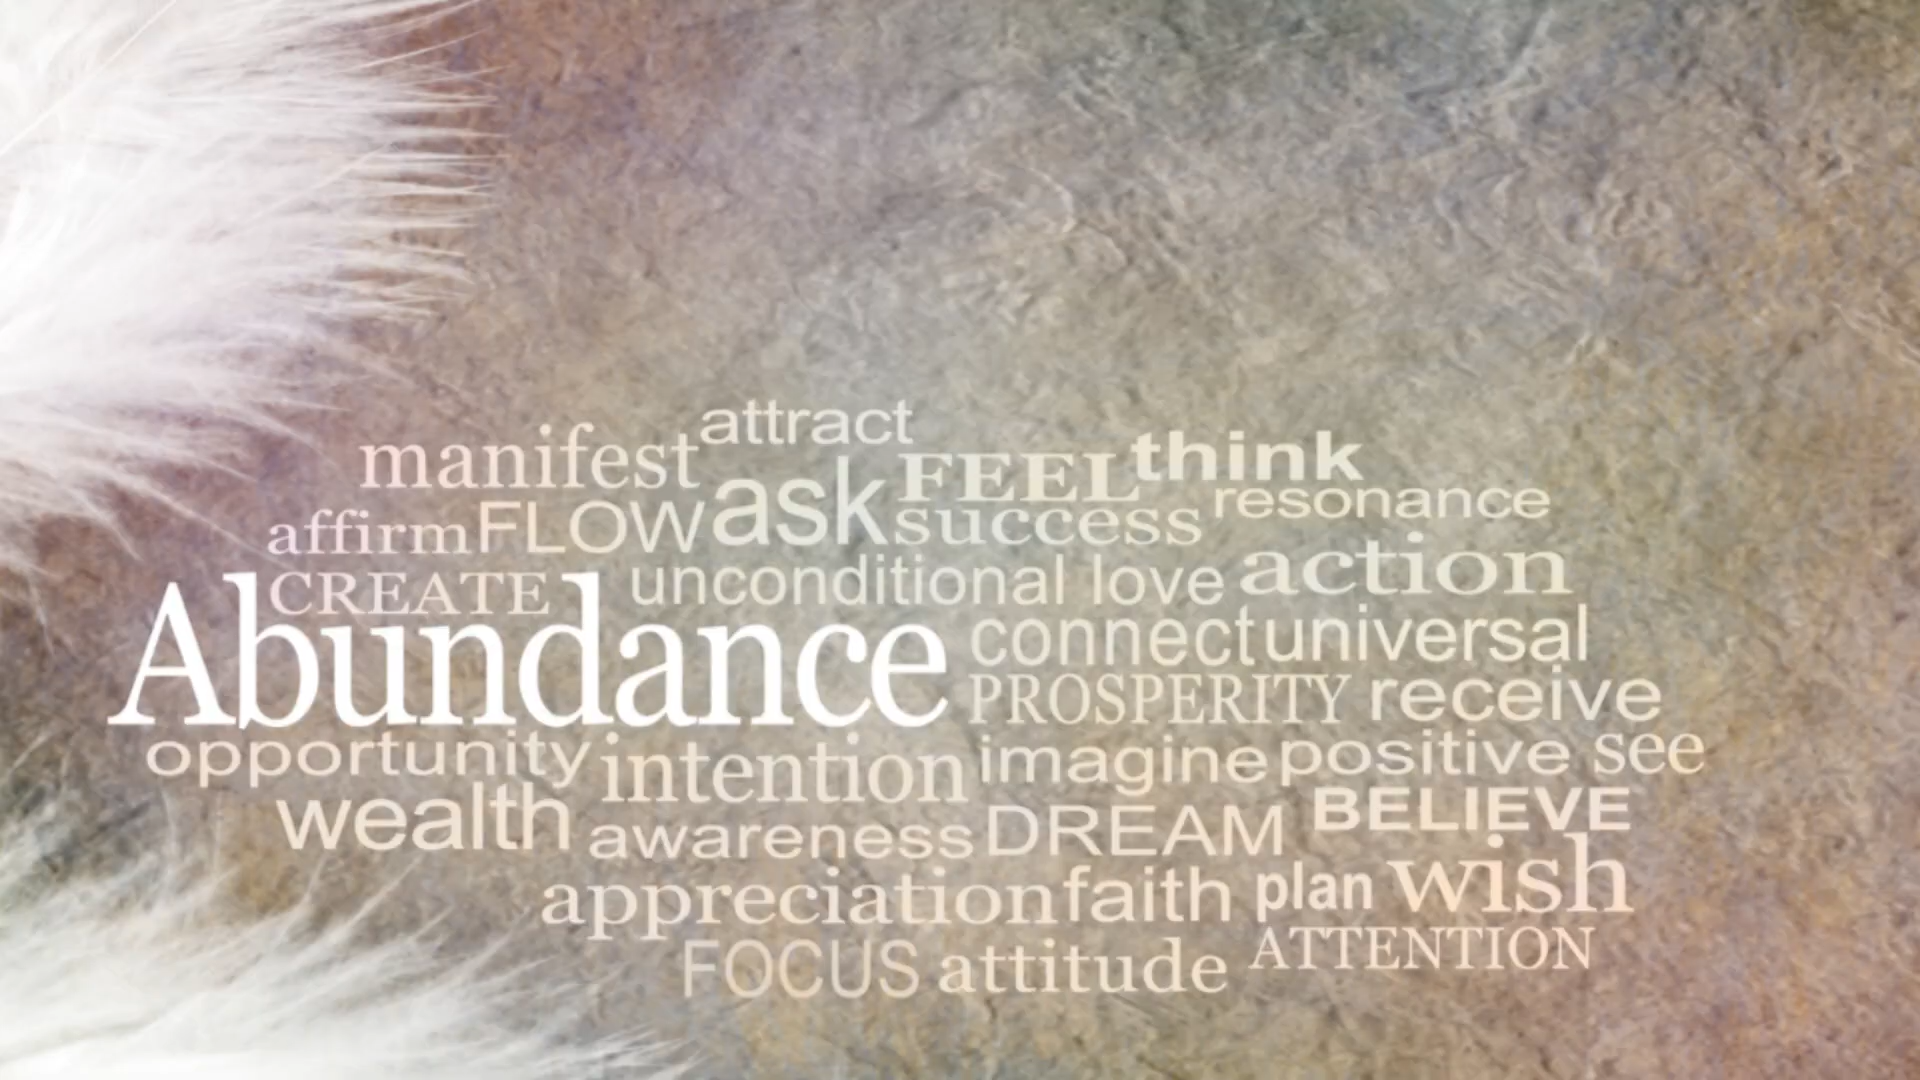 attract
manifest FEEL think
affirm FLOW ask success resonance
CREATE unconditional love action
Abundance connect universal
PROSPERITY receive
opportunity intention imagine positive see
wealth awareness DREAM BELIEVE
appreciation faith plan wish
FOCUS attitude ATTENTION